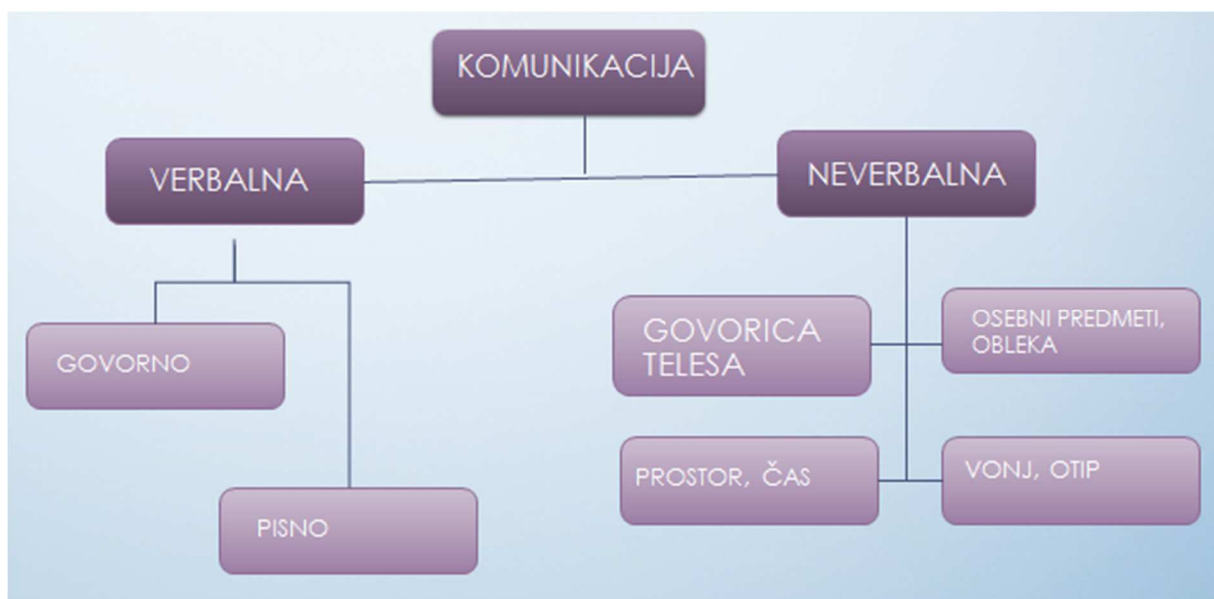 KOMUNIKACIJA
VERBALNA
NEVERBALNA
GOVORNO
PISNO
GOVORICA
TELESA
OSEBNI PREDMETI,
OBLEKA
PROSTOR, ČAS
VONJ, OTIP